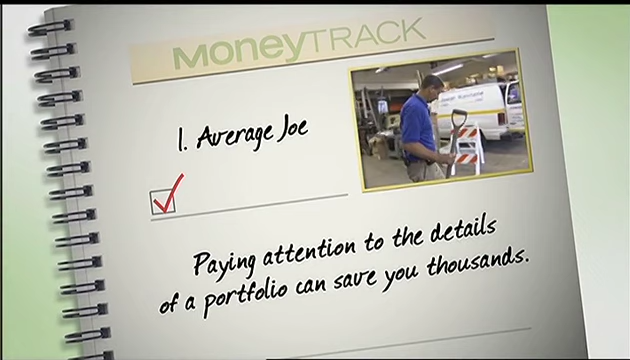 MoneyTRACK
1. Average Joe
Paying attention to the details
of a portfolio can save you thousands.